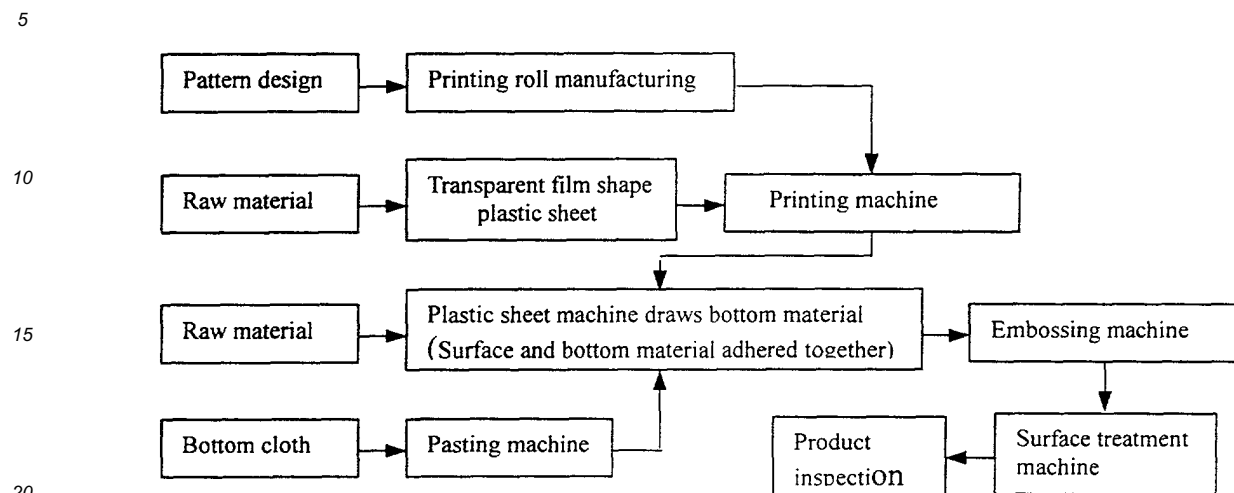 5
Pattern design
Printing roll manufacturing
10
Raw material
Transparent film shape
plastic sheet
Printing machine
15
Raw material
Plastic sheet machine draws bottom material
(Surface and bottom material adhered together)
Embossing machine
Bottom cloth
Pasting machine
Product
inspection
Surface treatment
machine
20